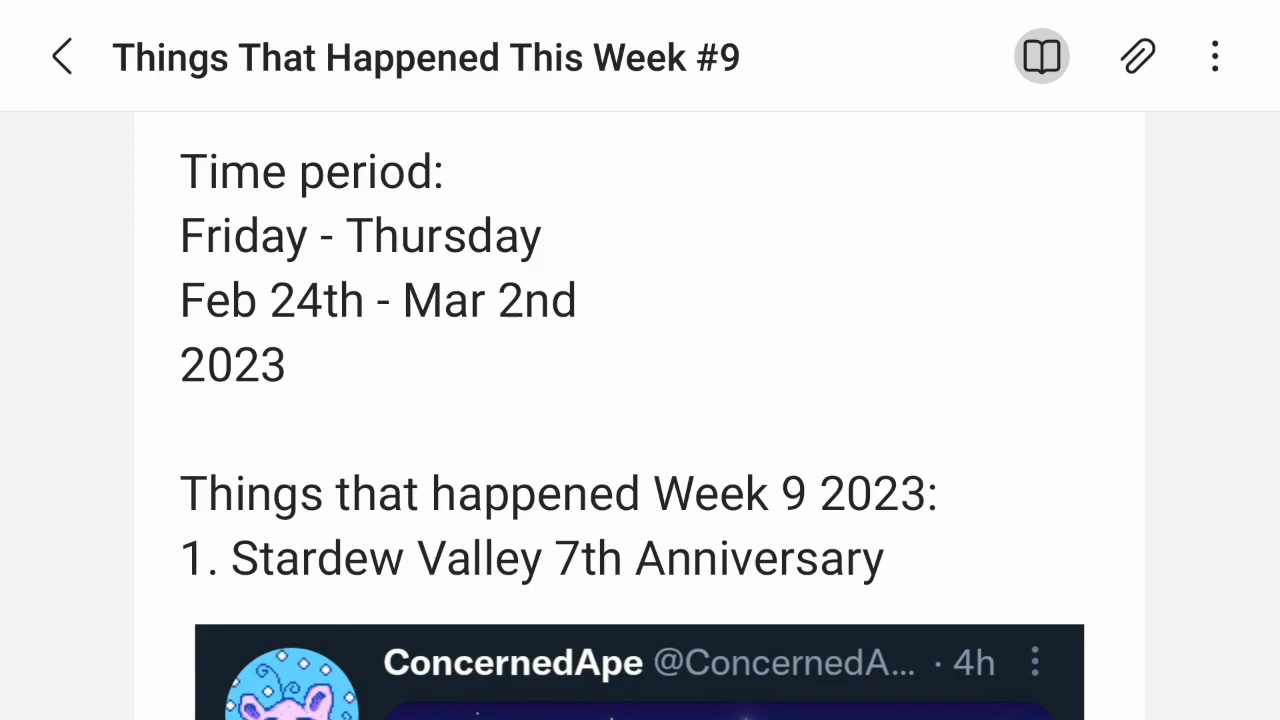 Things That Happened This Week #9
Time period:
Friday - Thursday
Feb 24th - Mar 2nd
2023
Things that happened Week 9 2023:
1. Stardew Valley 7th Anniversary
ConcernedApe @ConcernedA... · 4h